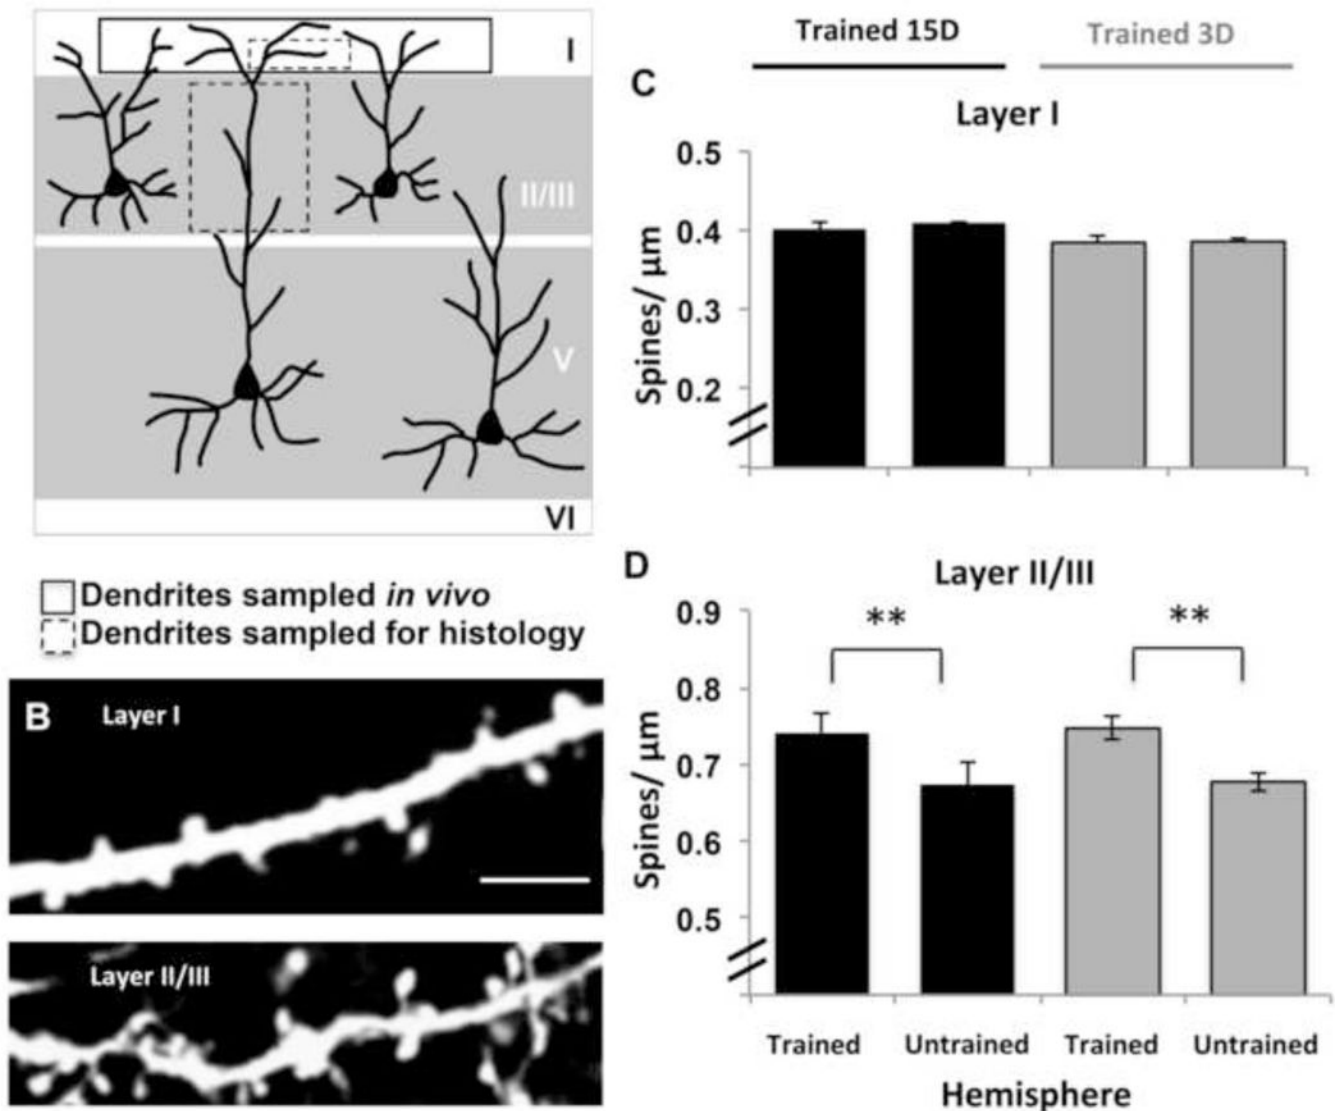 I
II/III
V
VI
Dendrites sampled in vivo
Dendrites sampled for histology
B Layer I
Layer II/III
Trained 15D Trained 3D
C
Layer I
Spines/ μm
0.5
0.4
0.3
0.2
D
Layer II/III
Spines/ μm
0.9
0.8
0.7
0.6
0.5
** **
Trained Untrained Trained Untrained
Hemisphere